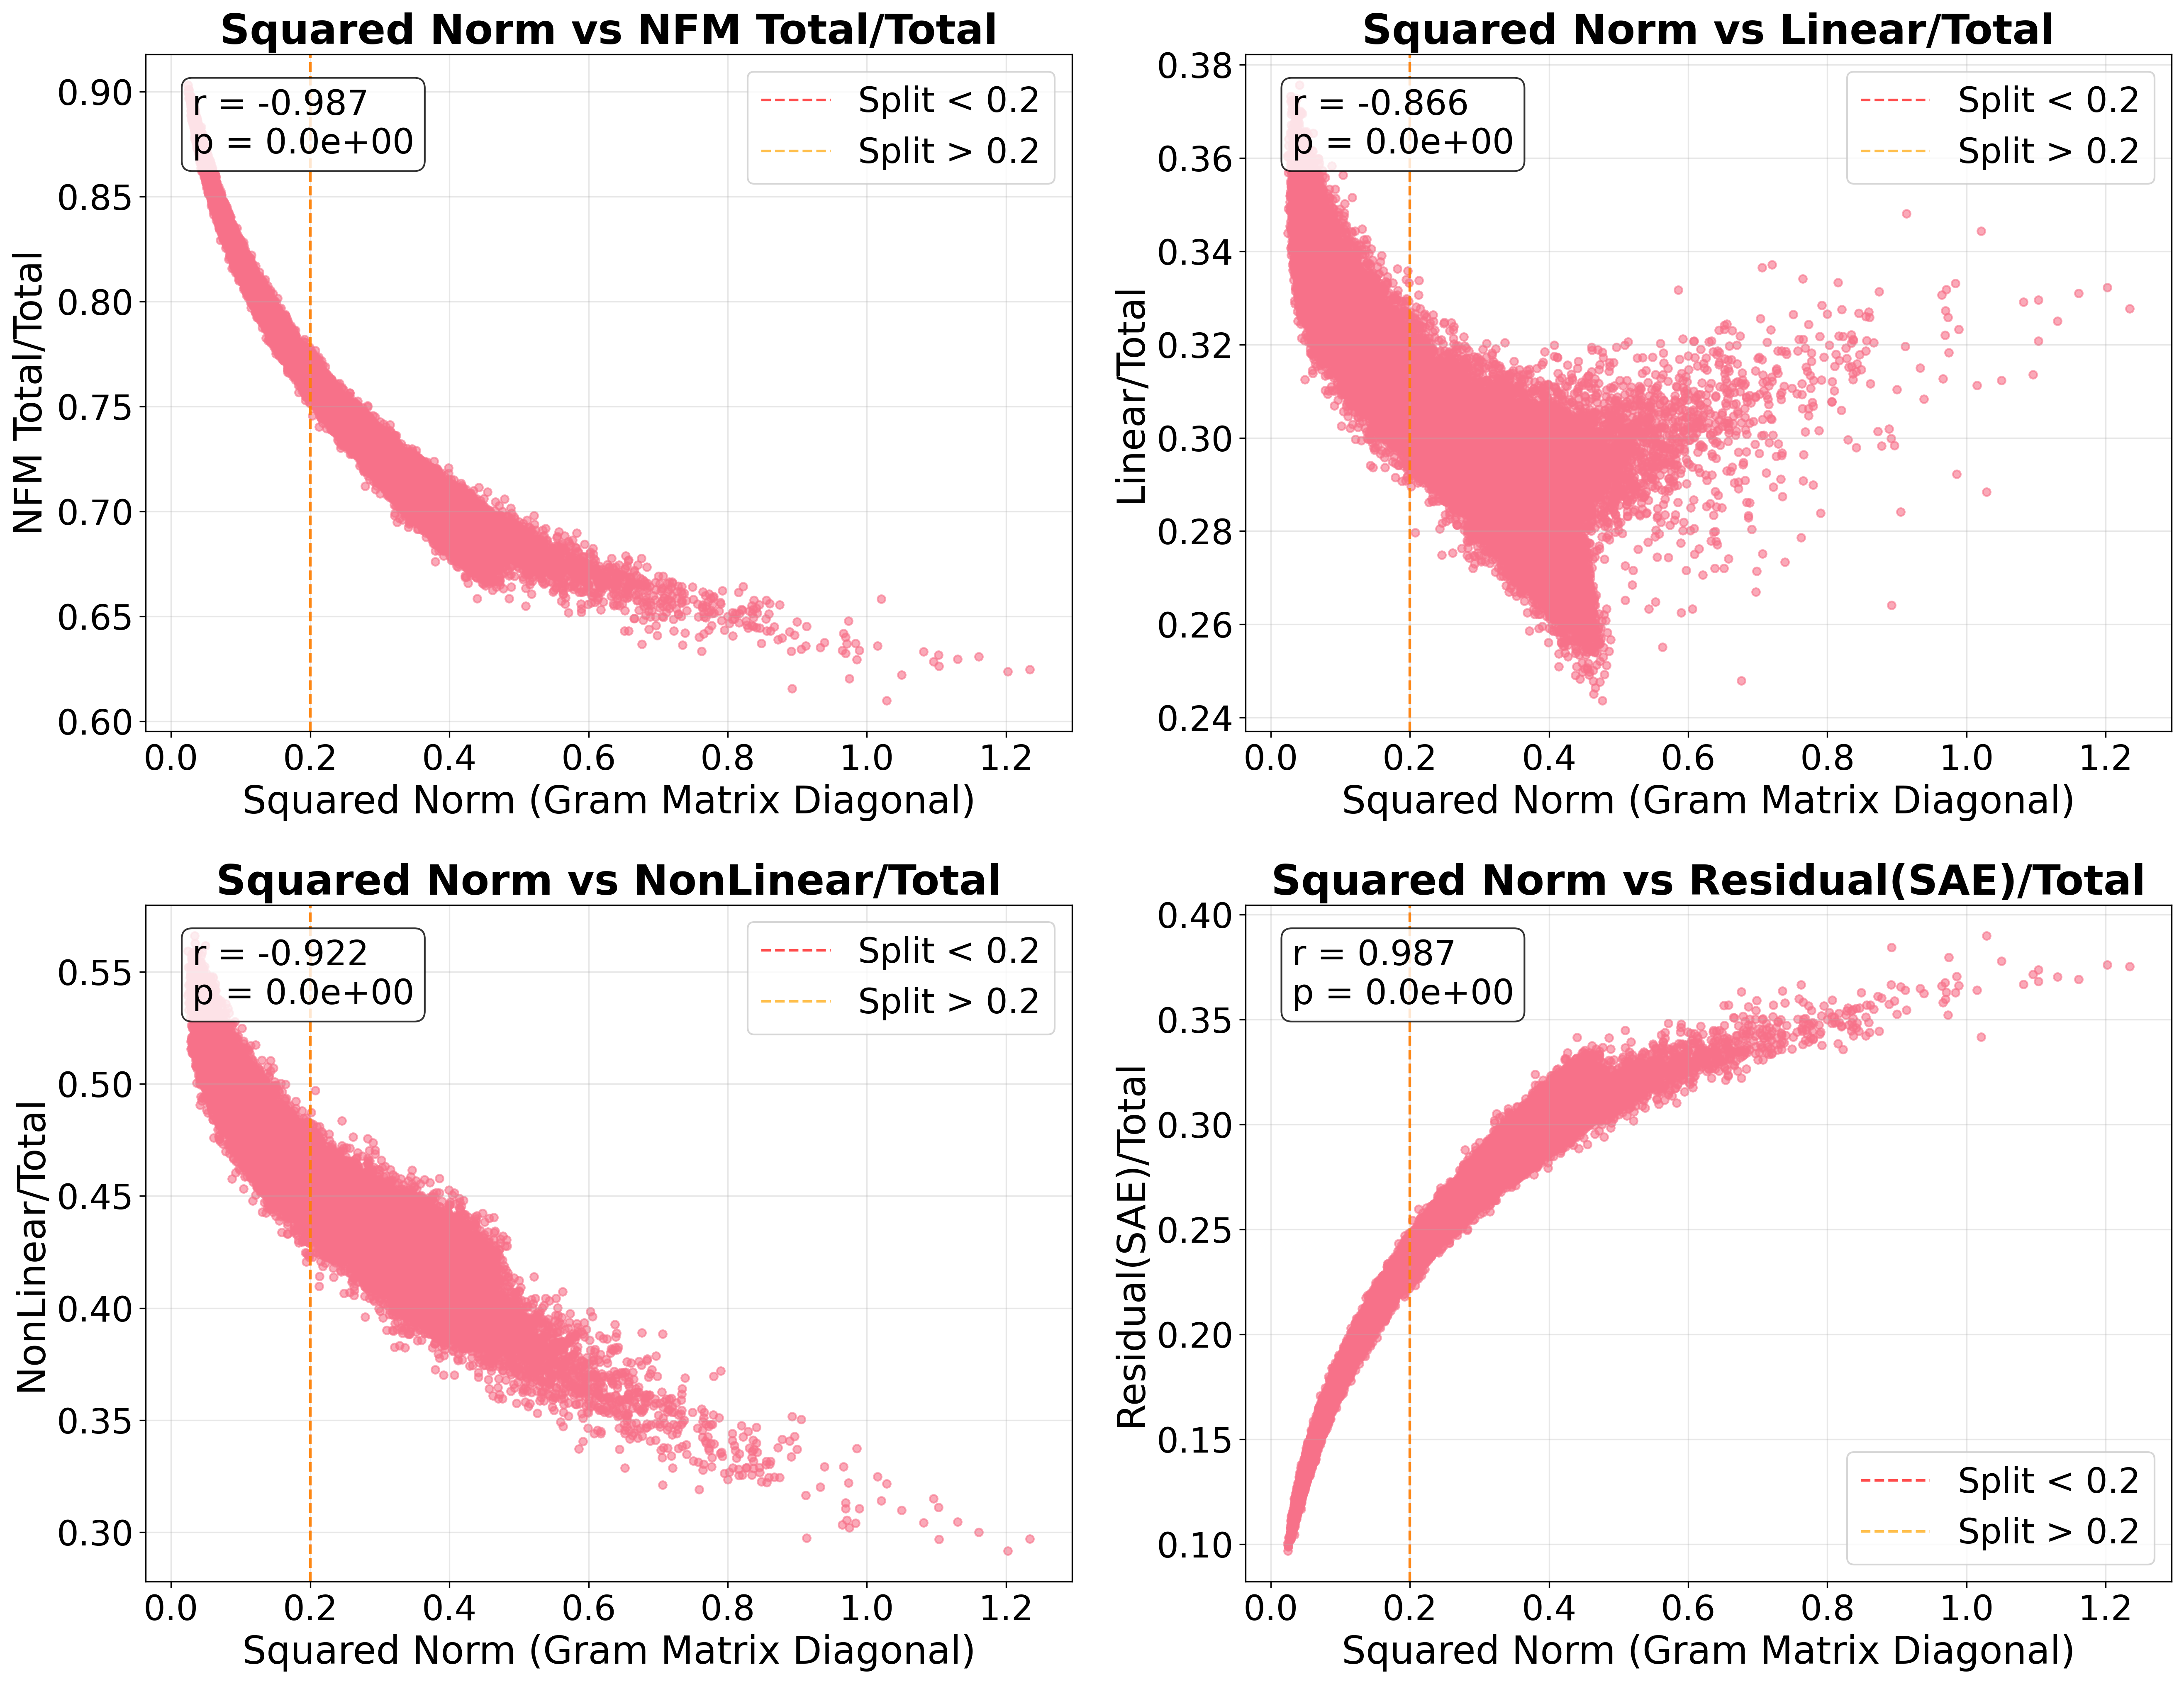 Squared Norm vs NFM Total/Total
r = -0.987
p = 0.0e+00
Split < 0.2
Split > 0.2
NFM Total/Total
0.90
0.85
0.80
0.75
0.70
0.65
0.60
0.0 0.2 0.4 0.6 0.8 1.0 1.2
Squared Norm (Gram Matrix Diagonal)
Squared Norm vs Linear/Total
r = -0.866
p = 0.0e+00
Split < 0.2
Split > 0.2
Linear/Total
0.38
0.36
0.34
0.32
0.30
0.28
0.26
0.24
0.0 0.2 0.4 0.6 0.8 1.0 1.2
Squared Norm (Gram Matrix Diagonal)
Squared Norm vs NonLinear/Total
r = -0.922
p = 0.0e+00
Split < 0.2
Split > 0.2
NonLinear/Total
0.55
0.50
0.45
0.40
0.35
0.30
0.0 0.2 0.4 0.6 0.8 1.0 1.2
Squared Norm (Gram Matrix Diagonal)
Squared Norm vs Residual(SAE)/Total
r = 0.987
p = 0.0e+00
Split < 0.2
Split > 0.2
Residual(SAE)/Total
0.40
0.35
0.30
0.25
0.20
0.15
0.10
0.0 0.2 0.4 0.6 0.8 1.0 1.2
Squared Norm (Gram Matrix Diagonal)